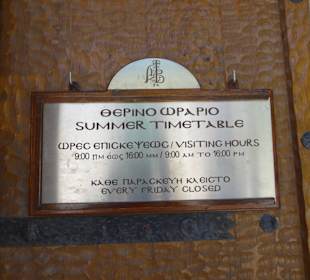 ΘΕΡΙΝΟ ΩΡΑΡΙΟ
SUMMER TIMETABLE
ΩΡΕΣ ΕΠΙΣΚΕΨΕΩΣ / VISITING HOURS
9:00 ΠΜ ἕως 16:00 ΜΜ / 9:00 AM TO 16:00 PM
ΚΑΘΕ ΠΑΡΑΣΚΕΥΗ ΚΛΕΙΣΤΟ
EVERY FRIDAY CLOSED